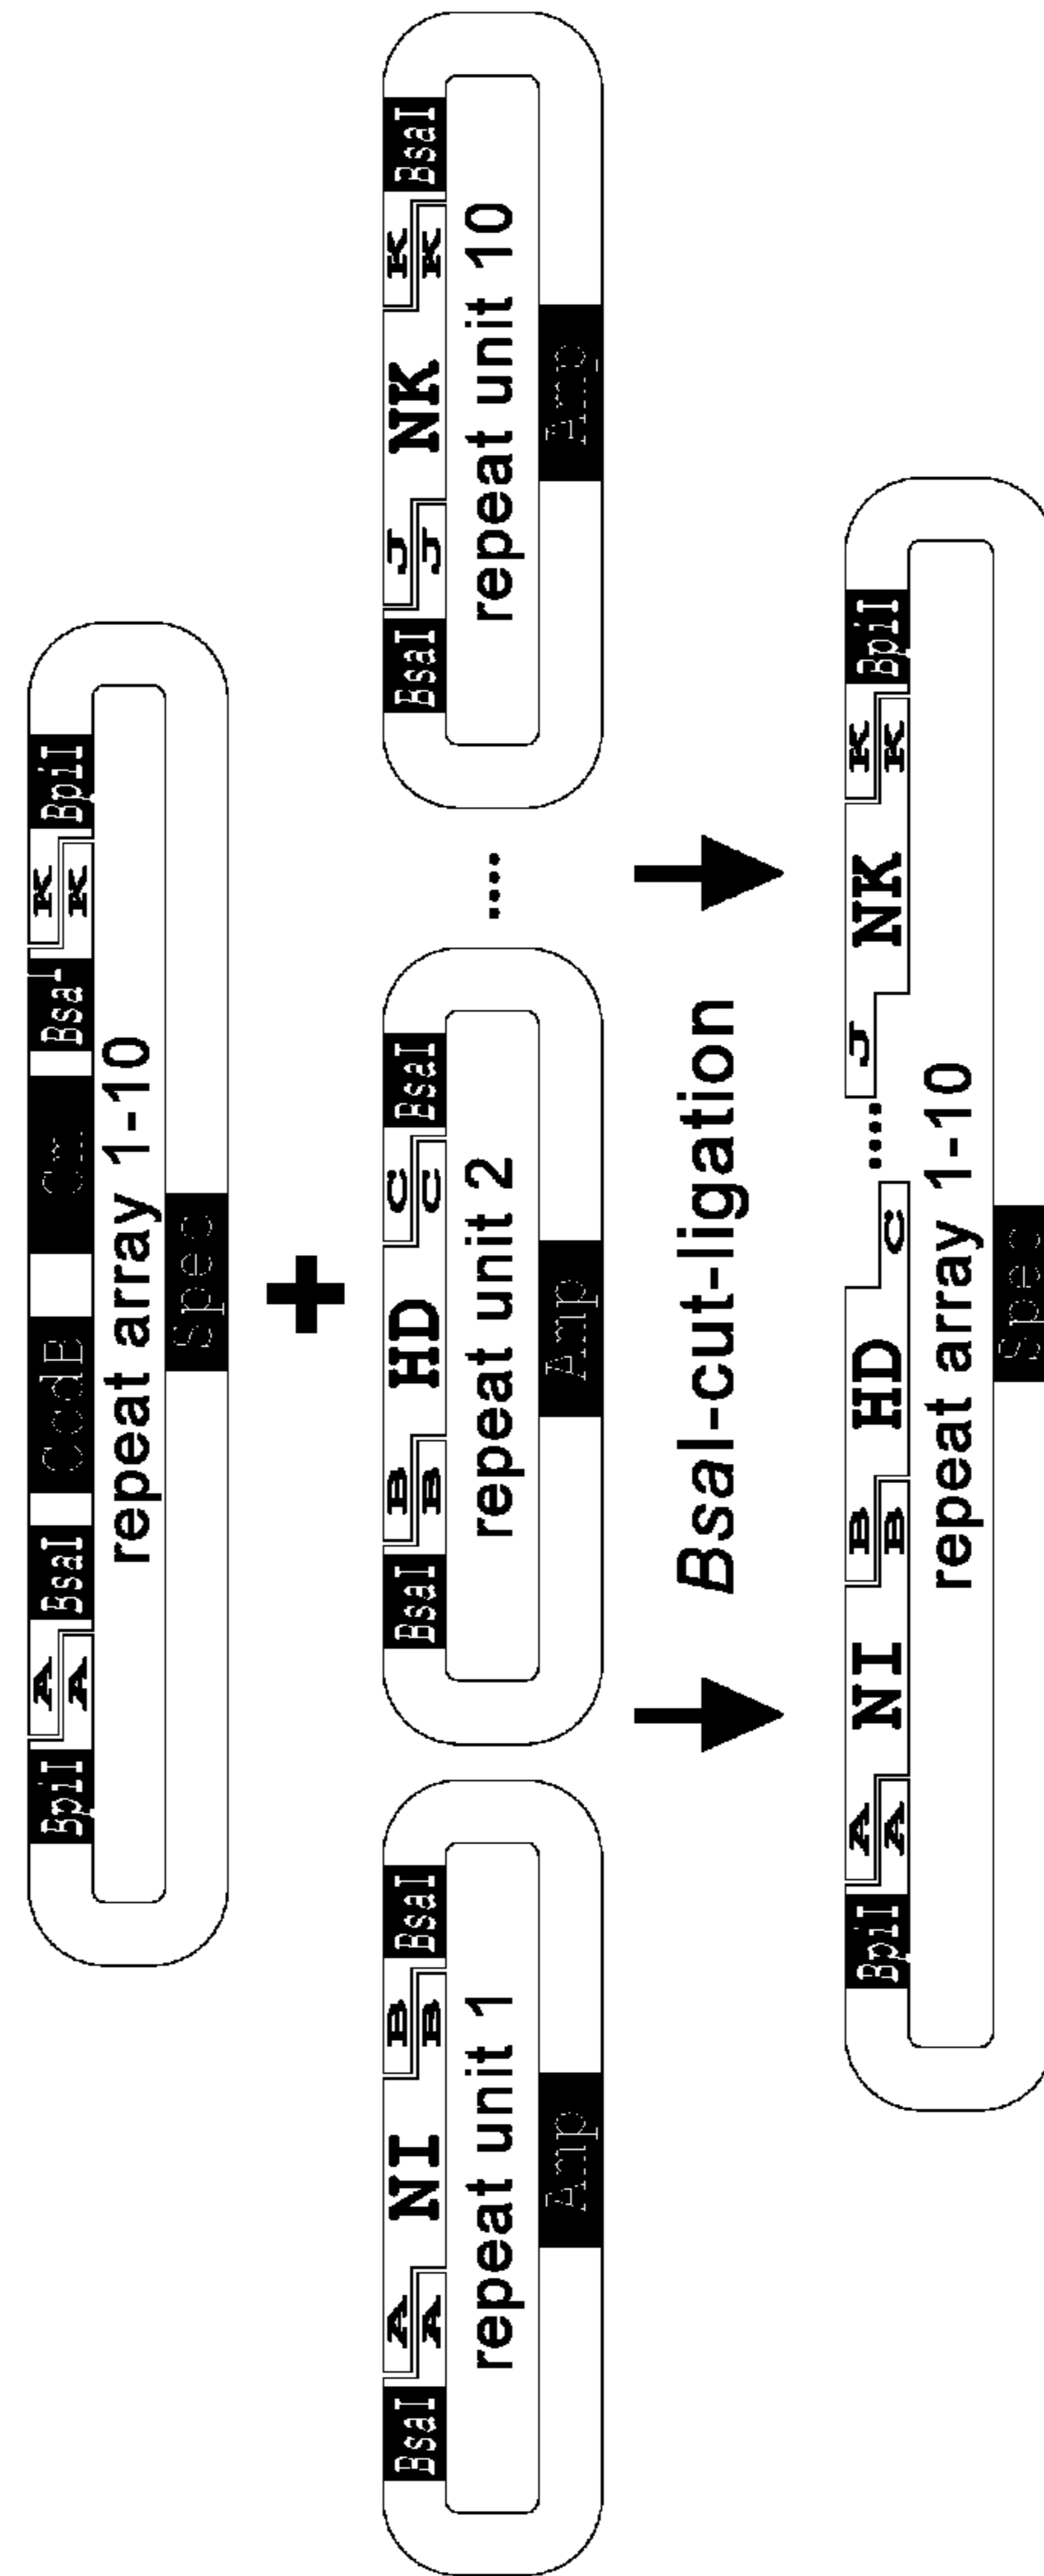 BpiI A A BsaI CcdB Cm BsaI K K BpiI
repeat array 1-10
Spec
+
BsaI A A NI B B BsaI
repeat unit 1
Amp
BsaI B B HD C C BsaI
repeat unit 2
Amp
....
BsaI J J NK K K BsaI
repeat unit 10
Amp
BsaI-cut-ligation
BpiI A A NI B B HD C .... J NK K K BpiI
repeat array 1-10
Spec